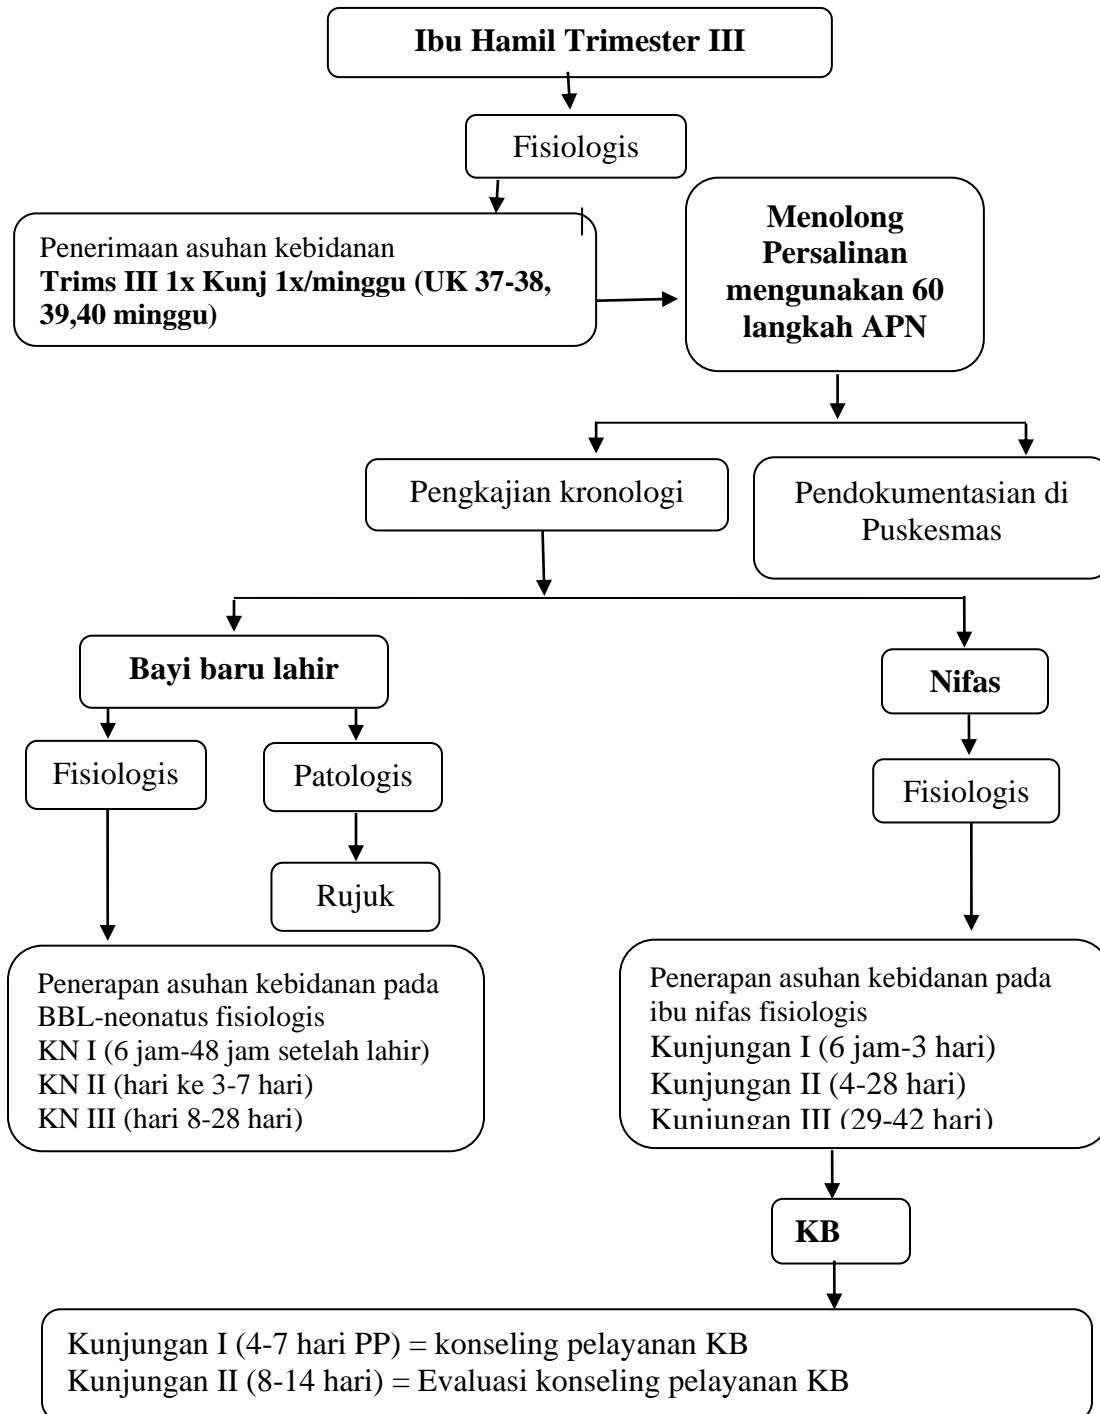 Ibu Hamil Trimester III
Fisiologis
Penerimaan asuhan kebidanan
Trims III 1x Kunj 1x/minggu (UK 37-38,
39,40 minggu)
Menolong
Persalinan
mengunakan 60
langkah APN
Pengkajian kronologi
Pendokumentasian di
Puskesmas
Bayi baru lahir
Nifas
Fisiologis
Patologis
Fisiologis
Rujuk
Penerapan asuhan kebidanan pada
BBL-neonatus fisiologis
KN I (6 jam-48 jam setelah lahir)
KN II (hari ke 3-7 hari)
KN III (hari 8-28 hari)
Penerapan asuhan kebidanan pada
ibu nifas fisiologis
Kunjungan I (6 jam-3 hari)
Kunjungan II (4-28 hari)
Kunjungan III (29-42 hari)
KB
Kunjungan I (4-7 hari PP) = konseling pelayanan KB
Kunjungan II (8-14 hari) = Evaluasi konseling pelayanan KB